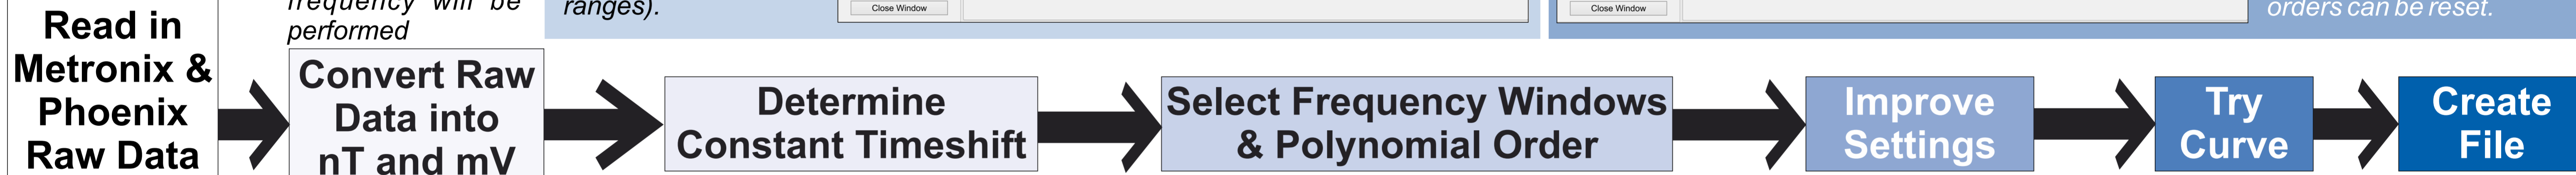 frequency will be
performed
ranges).
Close Window
Close Window
orders can be reset.
Read in
Metronix &
Phoenix
Raw Data
Convert Raw
Data into
nT and mV
Determine
Constant Timeshift
Select Frequency Windows
& Polynomial Order
Improve
Settings
Try
Curve
Create
File